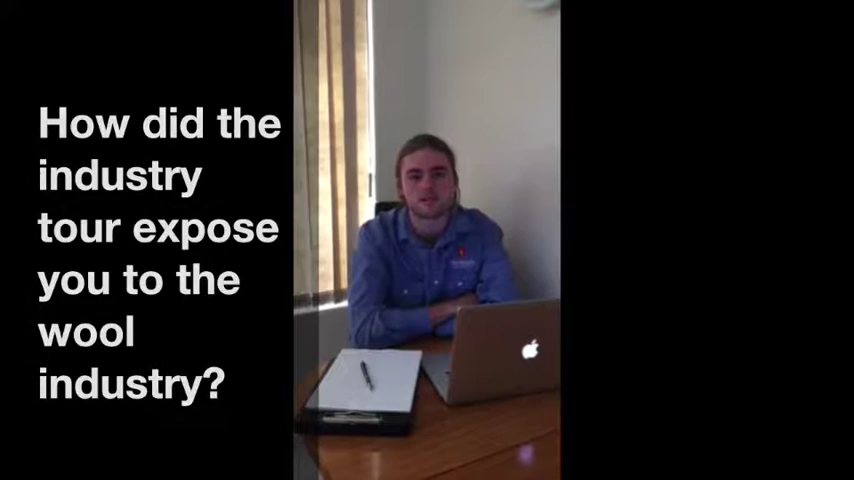 How did the
industry
tour expose
you to the
wool
industry?